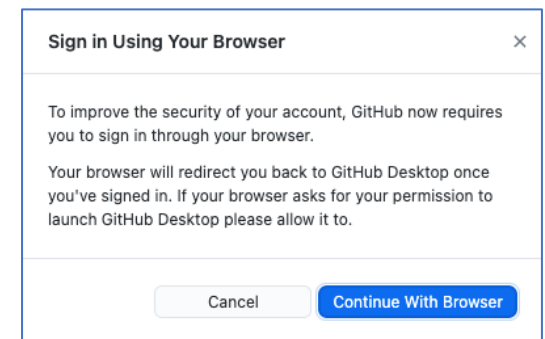 Sign in Using Your Browser
To improve the security of your account, GitHub now requires
you to sign in through your browser.
Your browser will redirect you back to GitHub Desktop once
you've signed in. If your browser asks for your permission to
launch GitHub Desktop please allow it to.
Cancel Continue With Browser